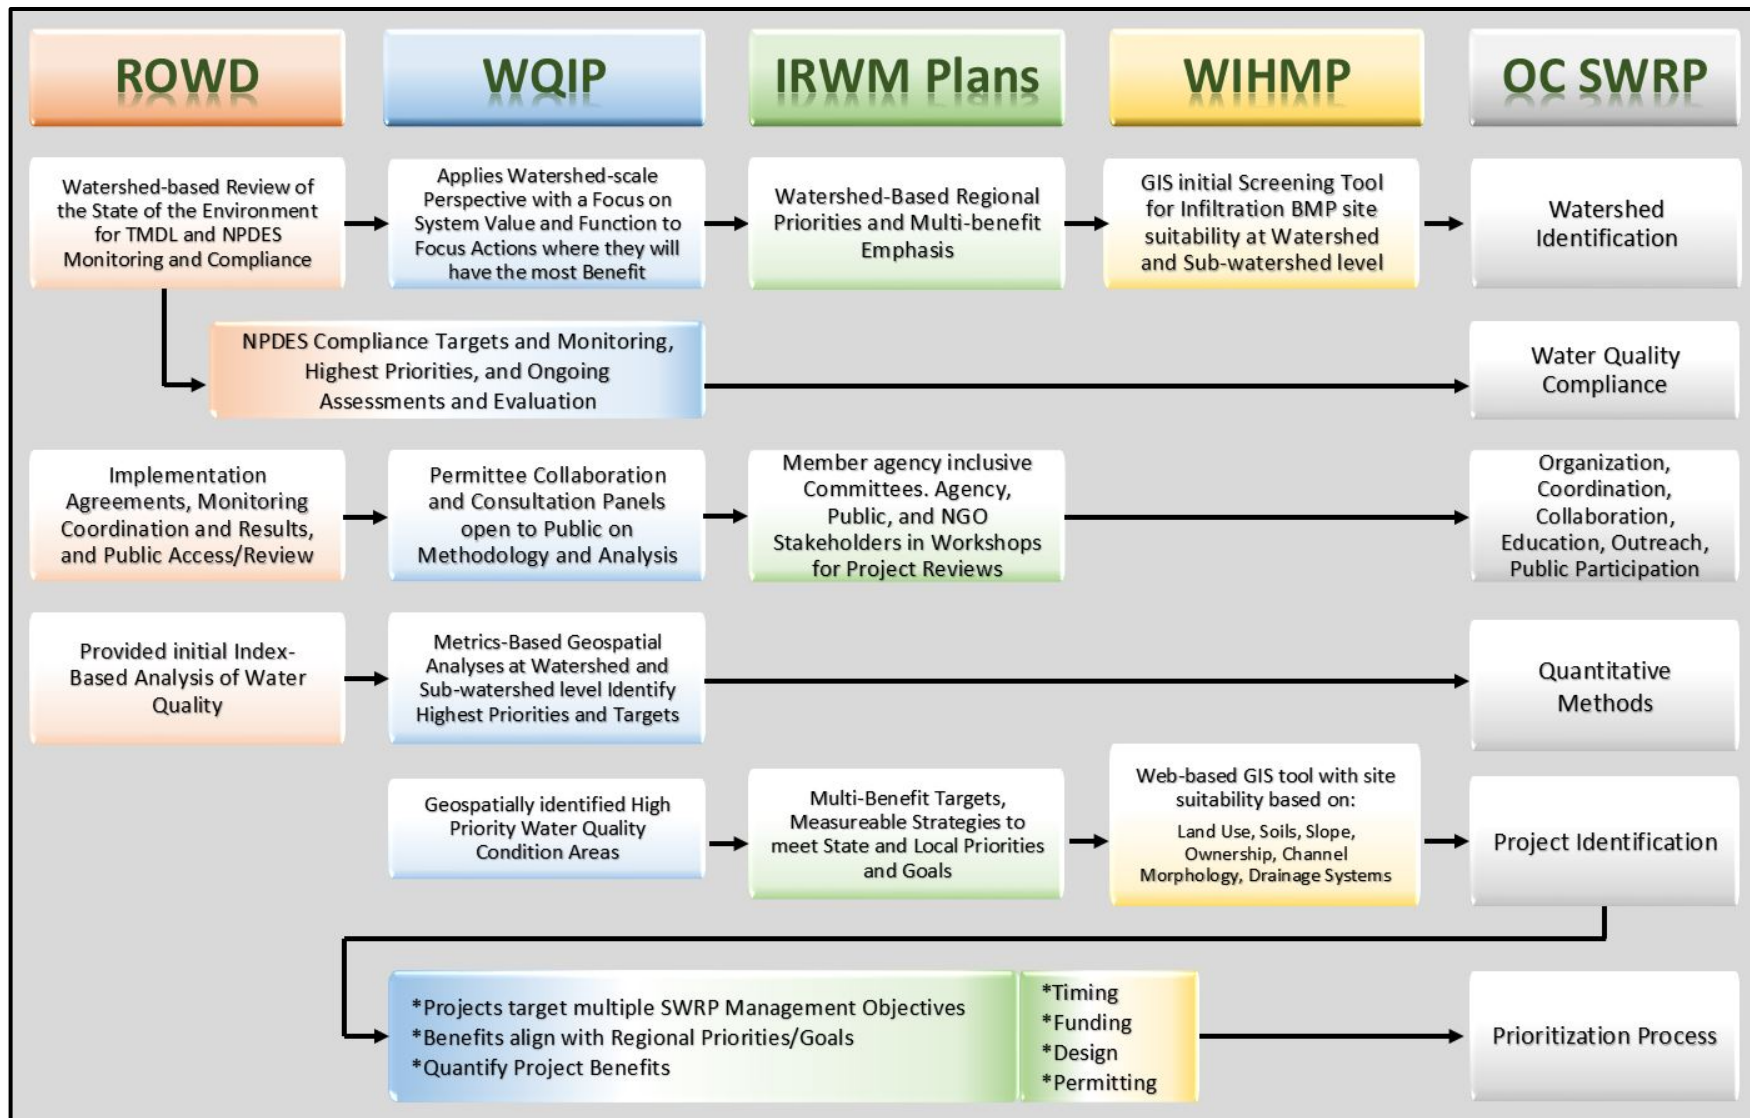 ROWD
WQIP
IRWM Plans
WIHMP
OC SWRP
Watershed-based Review of
the State of the Environment
for TMDL and NPDES
Monitoring and Compliance
Applies Watershed-scale
Perspective with a Focus on
System Value and Function to
Focus Actions where they will
have the most Benefit
Watershed-Based Regional
Priorities and Multi-benefit
Emphasis
GIS initial Screening Tool
for Infiltration BMP site
suitability at Watershed
and Sub-watershed level
Watershed
Identification
NPDES Compliance Targets and Monitoring,
Highest Priorities, and Ongoing
Assessments and Evaluation
Water Quality
Compliance
Implementation
Agreements, Monitoring
Coordination and Results,
and Public Access/Review
Permittee Collaboration
and Consultation Panels
open to Public on
Methodology and Analysis
Member agency inclusive
Committees. Agency,
Public, and NGO
Stakeholders in Workshops
for Project Reviews
Organization,
Coordination,
Collaboration,
Education, Outreach,
Public Participation
Provided initial Index-
Based Analysis of Water
Quality
Metrics-Based Geospatial
Analyses at Watershed and
Sub-watershed level Identify
Highest Priorities and Targets
Quantitative
Methods
Geospatially identified High
Priority Water Quality
Condition Areas
Multi-Benefit Targets,
Measureable Strategies to
meet State and Local Priorities
and Goals
Web-based GIS tool with site
suitability based on:
Land Use, Soils, Slope,
Ownership, Channel
Morphology, Drainage Systems
Project Identification
*Projects target multiple SWRP Management Objectives
*Benefits align with Regional Priorities/Goals
*Quantify Project Benefits
*Timing
*Funding
*Design
*Permitting
Prioritization Process